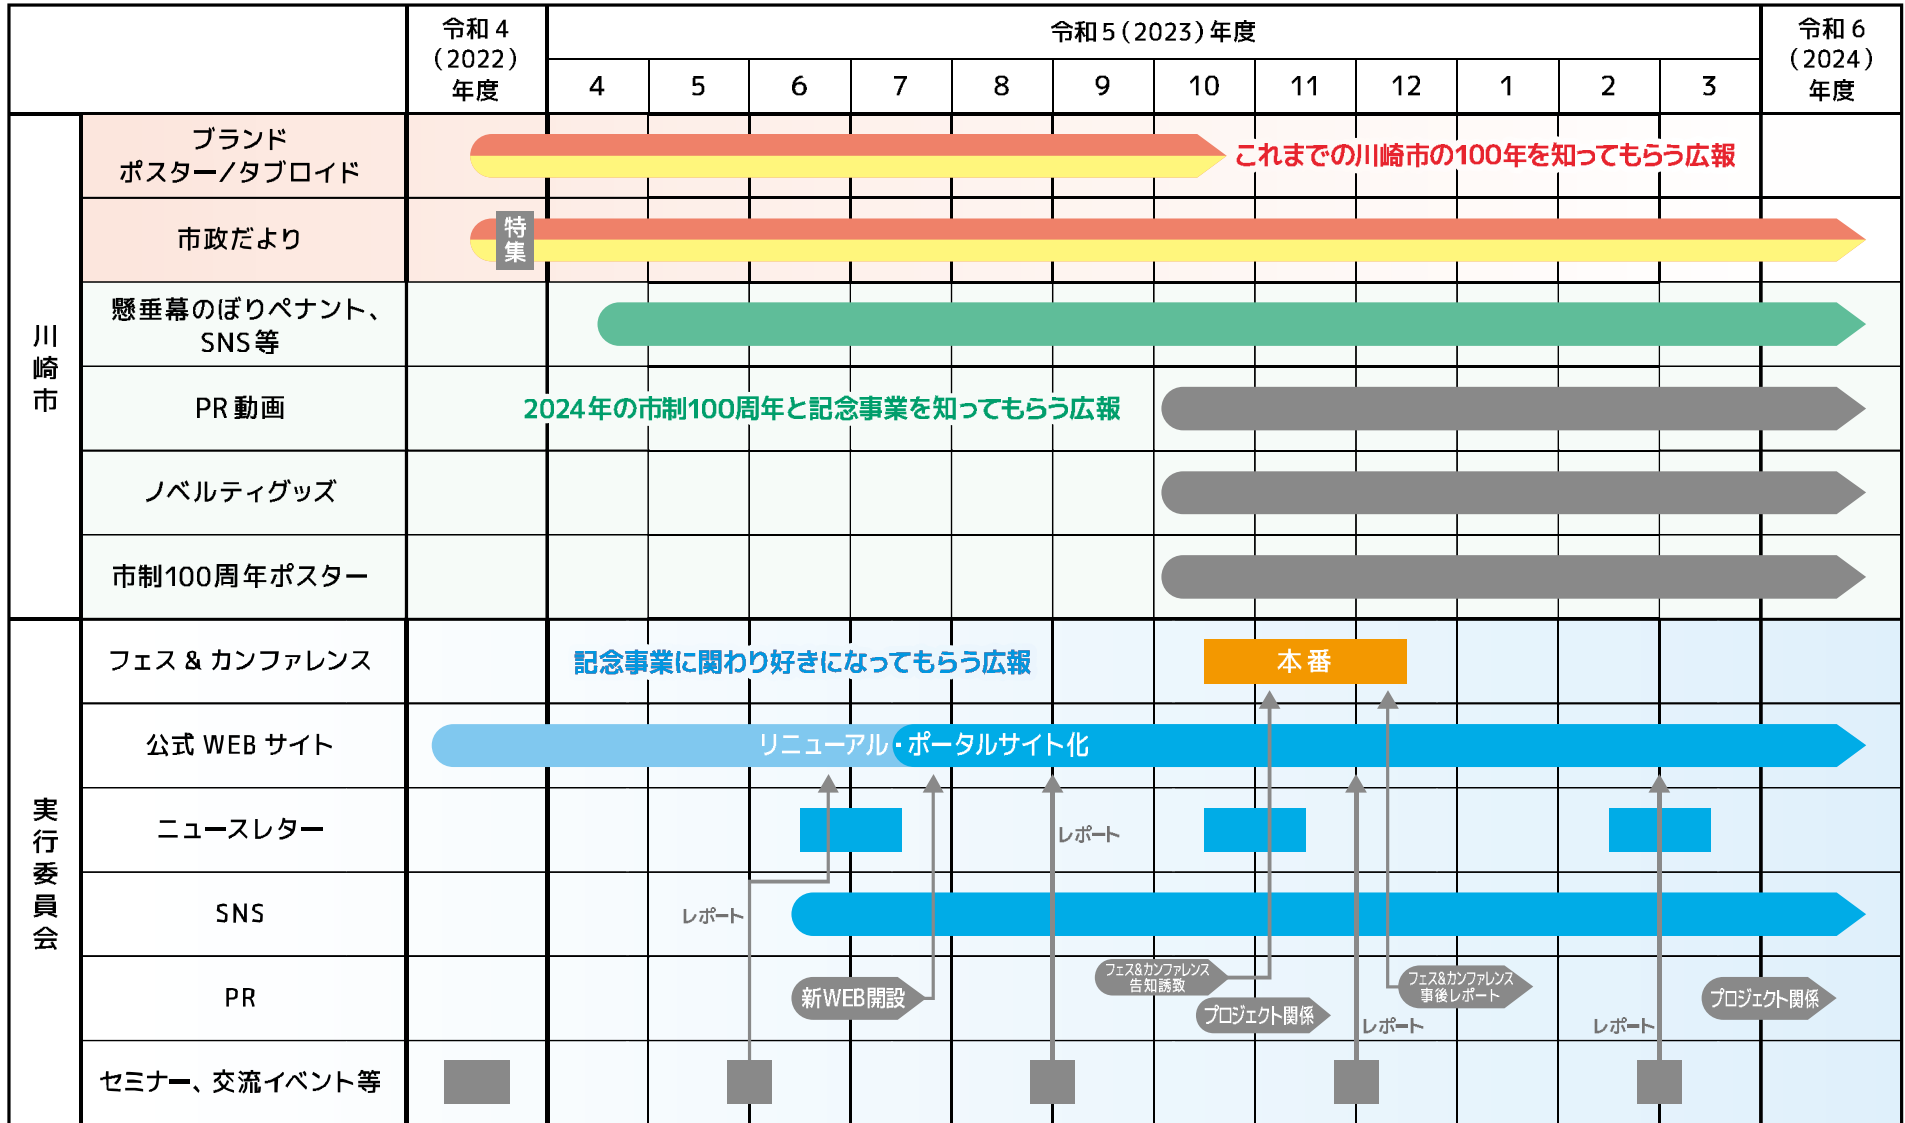 令和4
（2022）
年度
令和5（2023）年度
令和6
（2024）
年度
4
5
6
7
8
9
10
11
12
1
2
3
川崎市
ブランド
ポスター/タブロイド
これまでの川崎市の100年を知ってもらう広報
市政だより
特集
懸垂幕のぼりペナント、
SNS等
PR動画
2024年の市制100周年と記念事業を知ってもらう広報
ノベルティグッズ
市制100周年ポスター
実行委員会
フェス＆カンファレンス
記念事業に関わり好きになってもらう広報
本番
公式WEBサイト
リニューアル・ポータルサイト化
ニュースレター
レポート
SNS
レポート
PR
新WEB開設
フェス&カンファレンス
告知誘致
プロジェクト関係
フェス&カンファレンス
事後レポート
レポート
レポート
プロジェクト関係
セミナー、交流イベント等